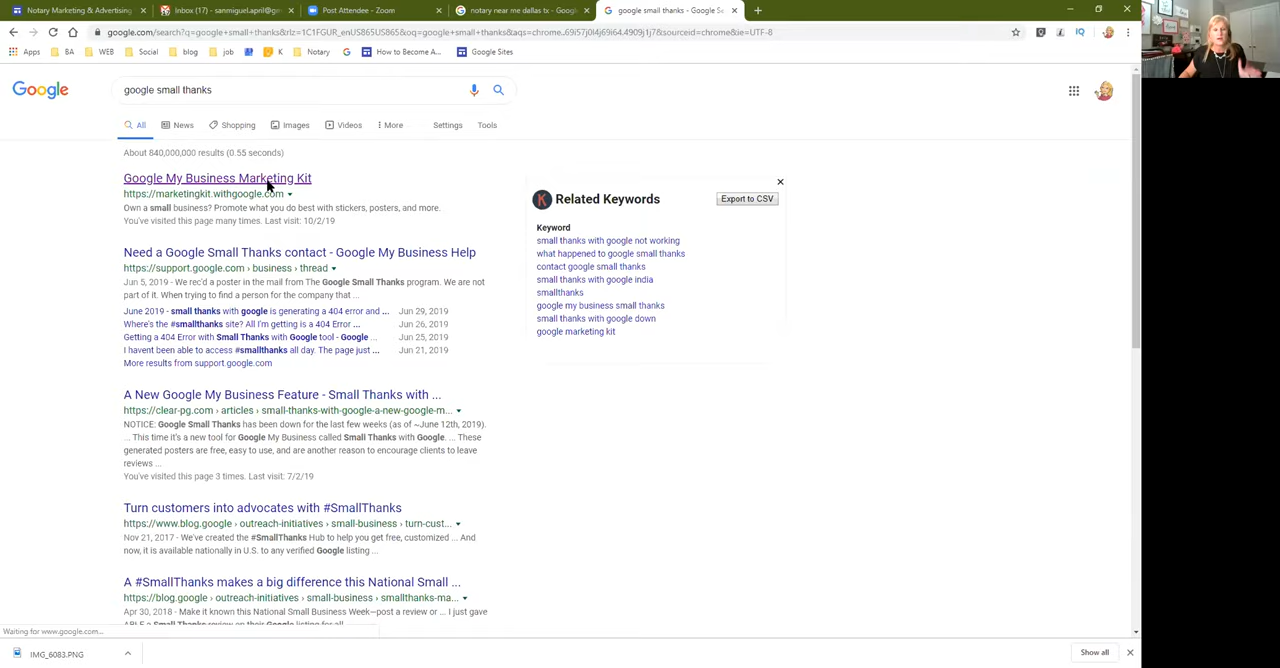 Notary Marketing & Advertising
Inbox (17) - sanmiguel.april@ge
Post Attendee - Zoom
notary near me dallas tx - Google
google small thanks - Google Se
google.com/search?q=google+small+thanks&rlz=1C1FGUR_enUS865US865&oq=google+small+thanks&aqs=chrome..69i57j0l4j69i64.4909j1j7&sourceid=chrome&ie=UTF-8
Apps
BA
WEB
Social
blog
job
K
Notary
How to Become A...
Google Sites
Google
google small thanks
All
News
Shopping
Images
Videos
More
Settings
Tools
About 840,000,000 results (0.55 seconds)
Google My Business Marketing Kit
https://marketingkit.withgoogle.com
Own a small business? Promote what you do best with stickers, posters, and more.
You've visited this page many times. Last visit: 10/2/19
Need a Google Small Thanks contact - Google My Business Help
https://support.google.com › business › thread
Jun 5, 2019 - We rec'd a poster in the mail from The Google Small Thanks program. We are not
part of it. When trying to find a person for the company that ...
June 2019 - small thanks with google is generating a 404 error and ... Jun 29, 2019
Where's the #smallthanks site? All I'm getting is a 404 Error ... Jun 26, 2019
Getting a 404 Error with Small Thanks with Google tool - Google ... Jun 25, 2019
I havent been able to access #smallthanks all day. The page just ... Jun 21, 2019
More results from support.google.com
A New Google My Business Feature - Small Thanks with ...
https://clear-pg.com › articles › small-thanks-with-google-a-new-google-m...
NOTICE: Google Small Thanks has been down for the last few weeks (as of ~June 12th, 2019).
... This time it's a new tool for Google My Business called Small Thanks with Google. ... These
generated posters are free, easy to use, and are another reason to encourage clients to leave
reviews ...
You've visited this page 3 times. Last visit: 7/2/19
Turn customers into advocates with #SmallThanks
https://www.blog.google › outreach-initiatives › small-business › turn-cust...
Nov 21, 2017 - We've created the #SmallThanks Hub to help you get free, customized ... And
now, it is available nationally in U.S. to any verified Google listing ...
A #SmallThanks makes a big difference this National Small ...
https://blog.google › outreach-initiatives › small-business › smallthanks-ma...
Apr 30, 2018 - Make it known this National Small Business Week—post a review or ... I just gave
Related Keywords
Export to CSV
Keyword
small thanks with google not working
what happened to google small thanks
contact google small thanks
small thanks with google india
smallthanks
google my business small thanks
small thanks with google down
google marketing kit
Waiting for www.google.com...
IMG_6083.PNG
Show all